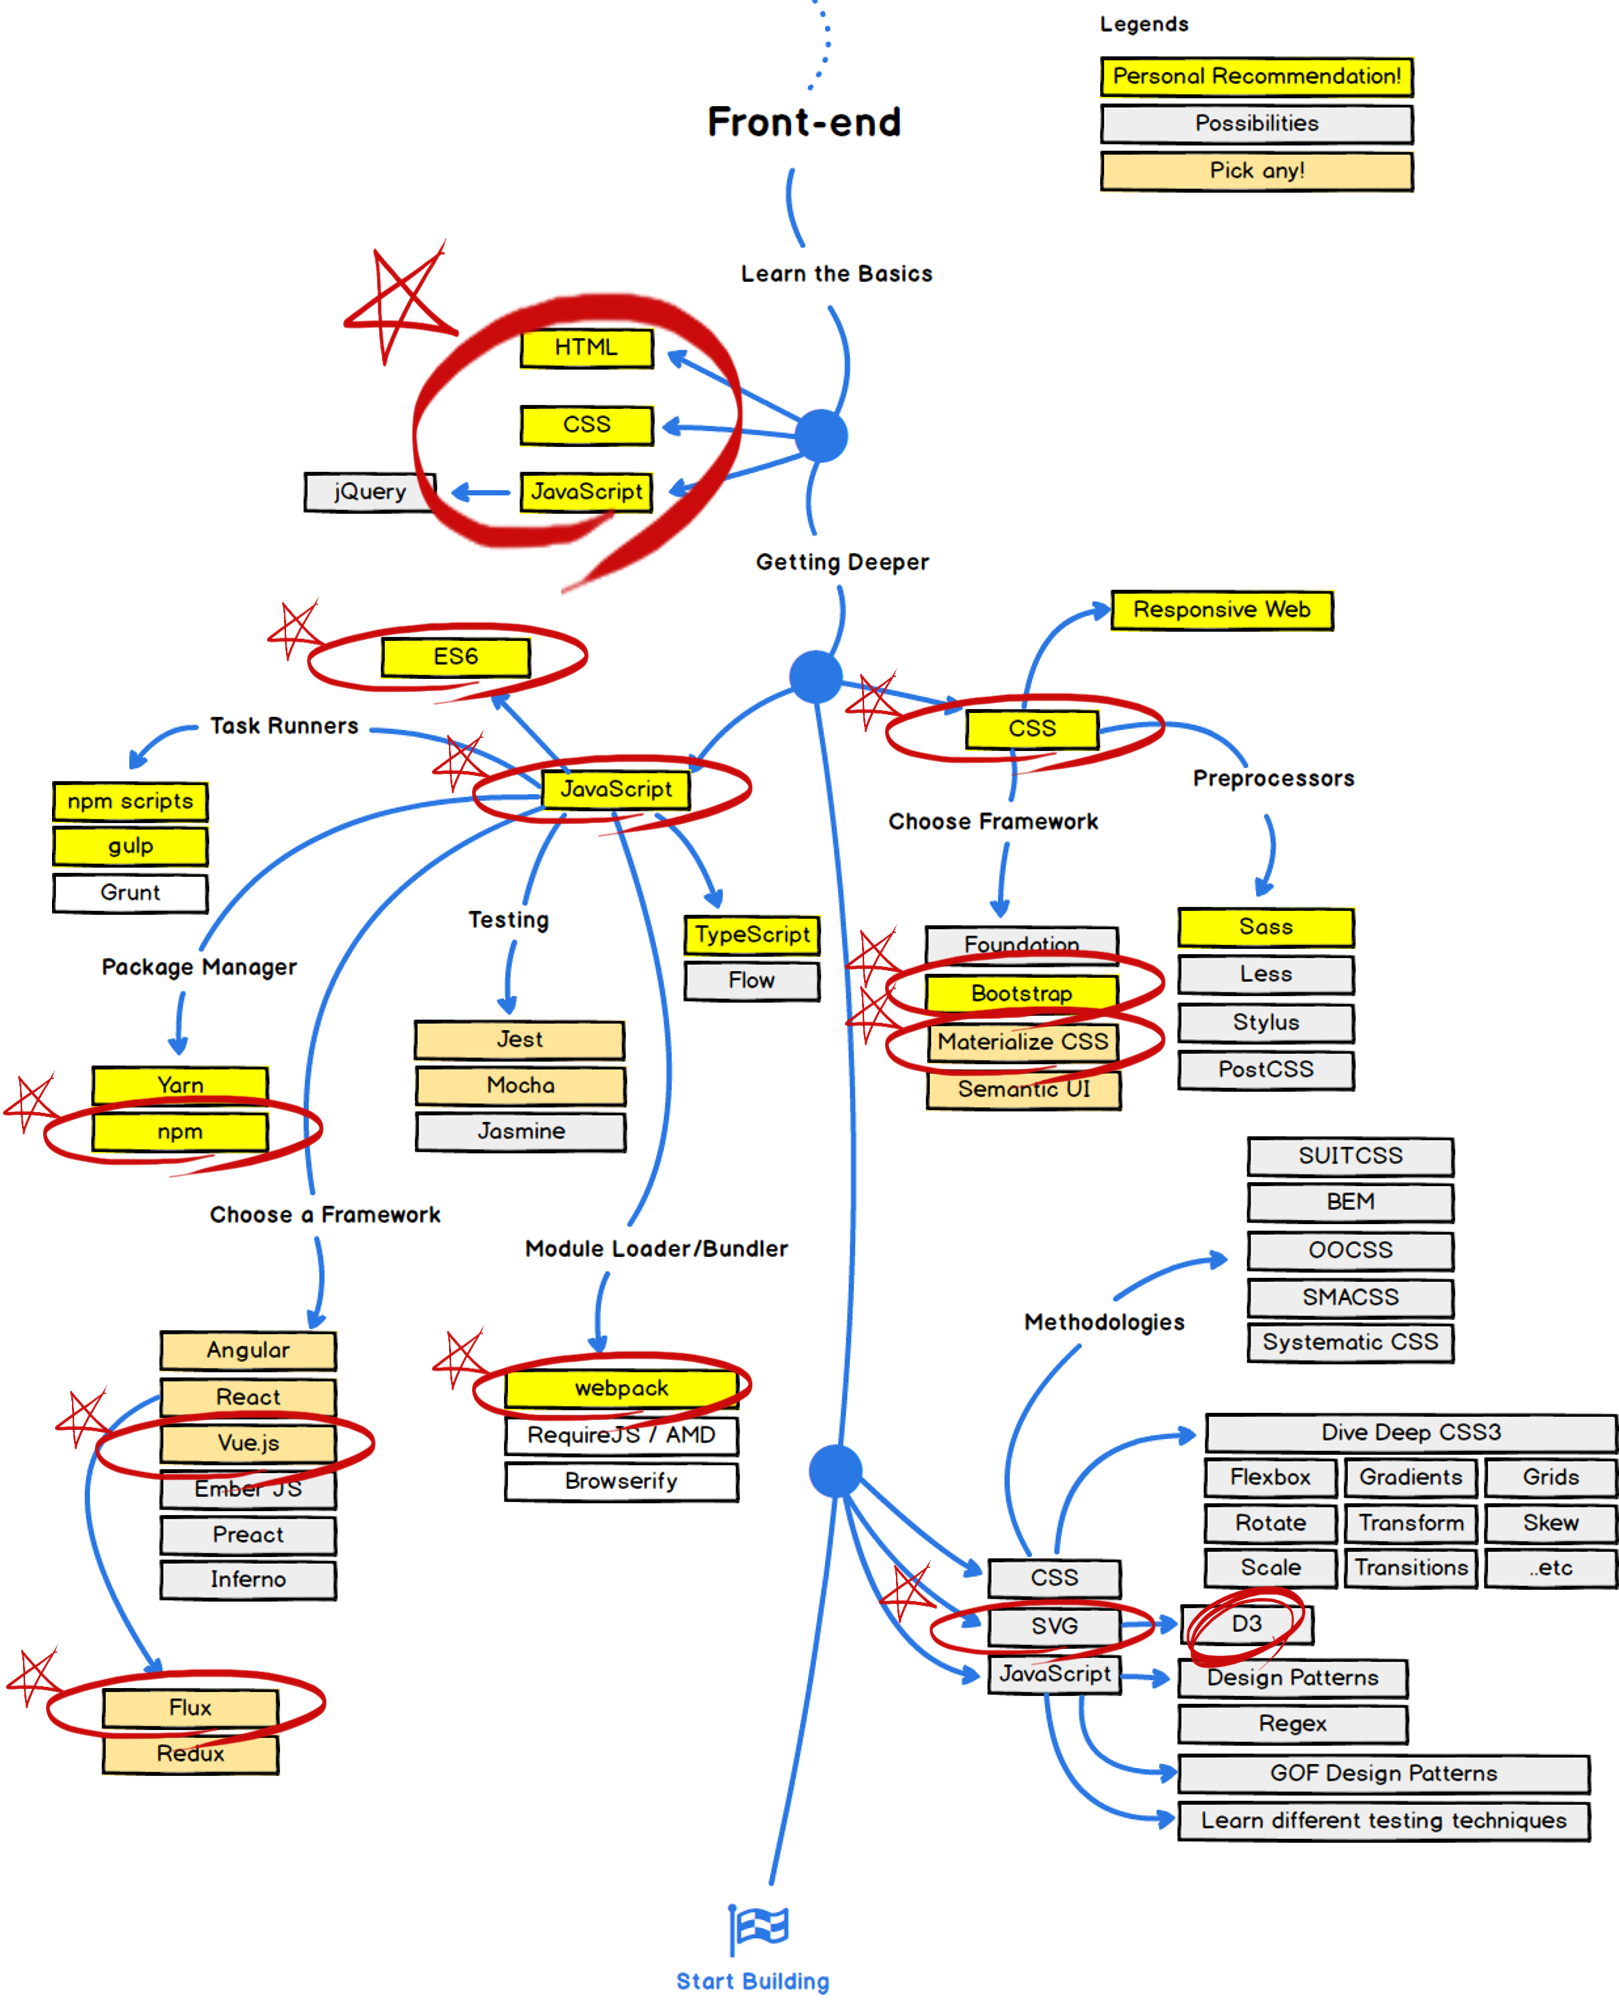 Legends
Personal Recommendation!
Possibilities
Pick any!
Front-end
Learn the Basics
HTML
CSS
JavaScript
jQuery
Getting Deeper
Responsive Web
ES6
CSS
Task Runners
JavaScript
Preprocessors
npm scripts
gulp
Grunt
Choose Framework
Testing
TypeScript
Flow
Foundation
Bootstrap
Materialize CSS
Semantic UI
Sass
Less
Stylus
PostCSS
Package Manager
Yarn
npm
Jest
Mocha
Jasmine
Choose a Framework
Module Loader/Bundler
SUITCSS
BEM
OOCSS
SMACSS
Systematic CSS
Methodologies
Angular
React
Vue.js
Ember JS
Preact
Inferno
webpack
RequireJS / AMD
Browserify
Dive Deep CSS3
Flexbox Gradients Grids
Rotate Transform Skew
Scale Transitions ..etc
CSS
SVG
JavaScript
D3
Design Patterns
Regex
GOF Design Patterns
Learn different testing techniques
Flux
Redux
Start Building